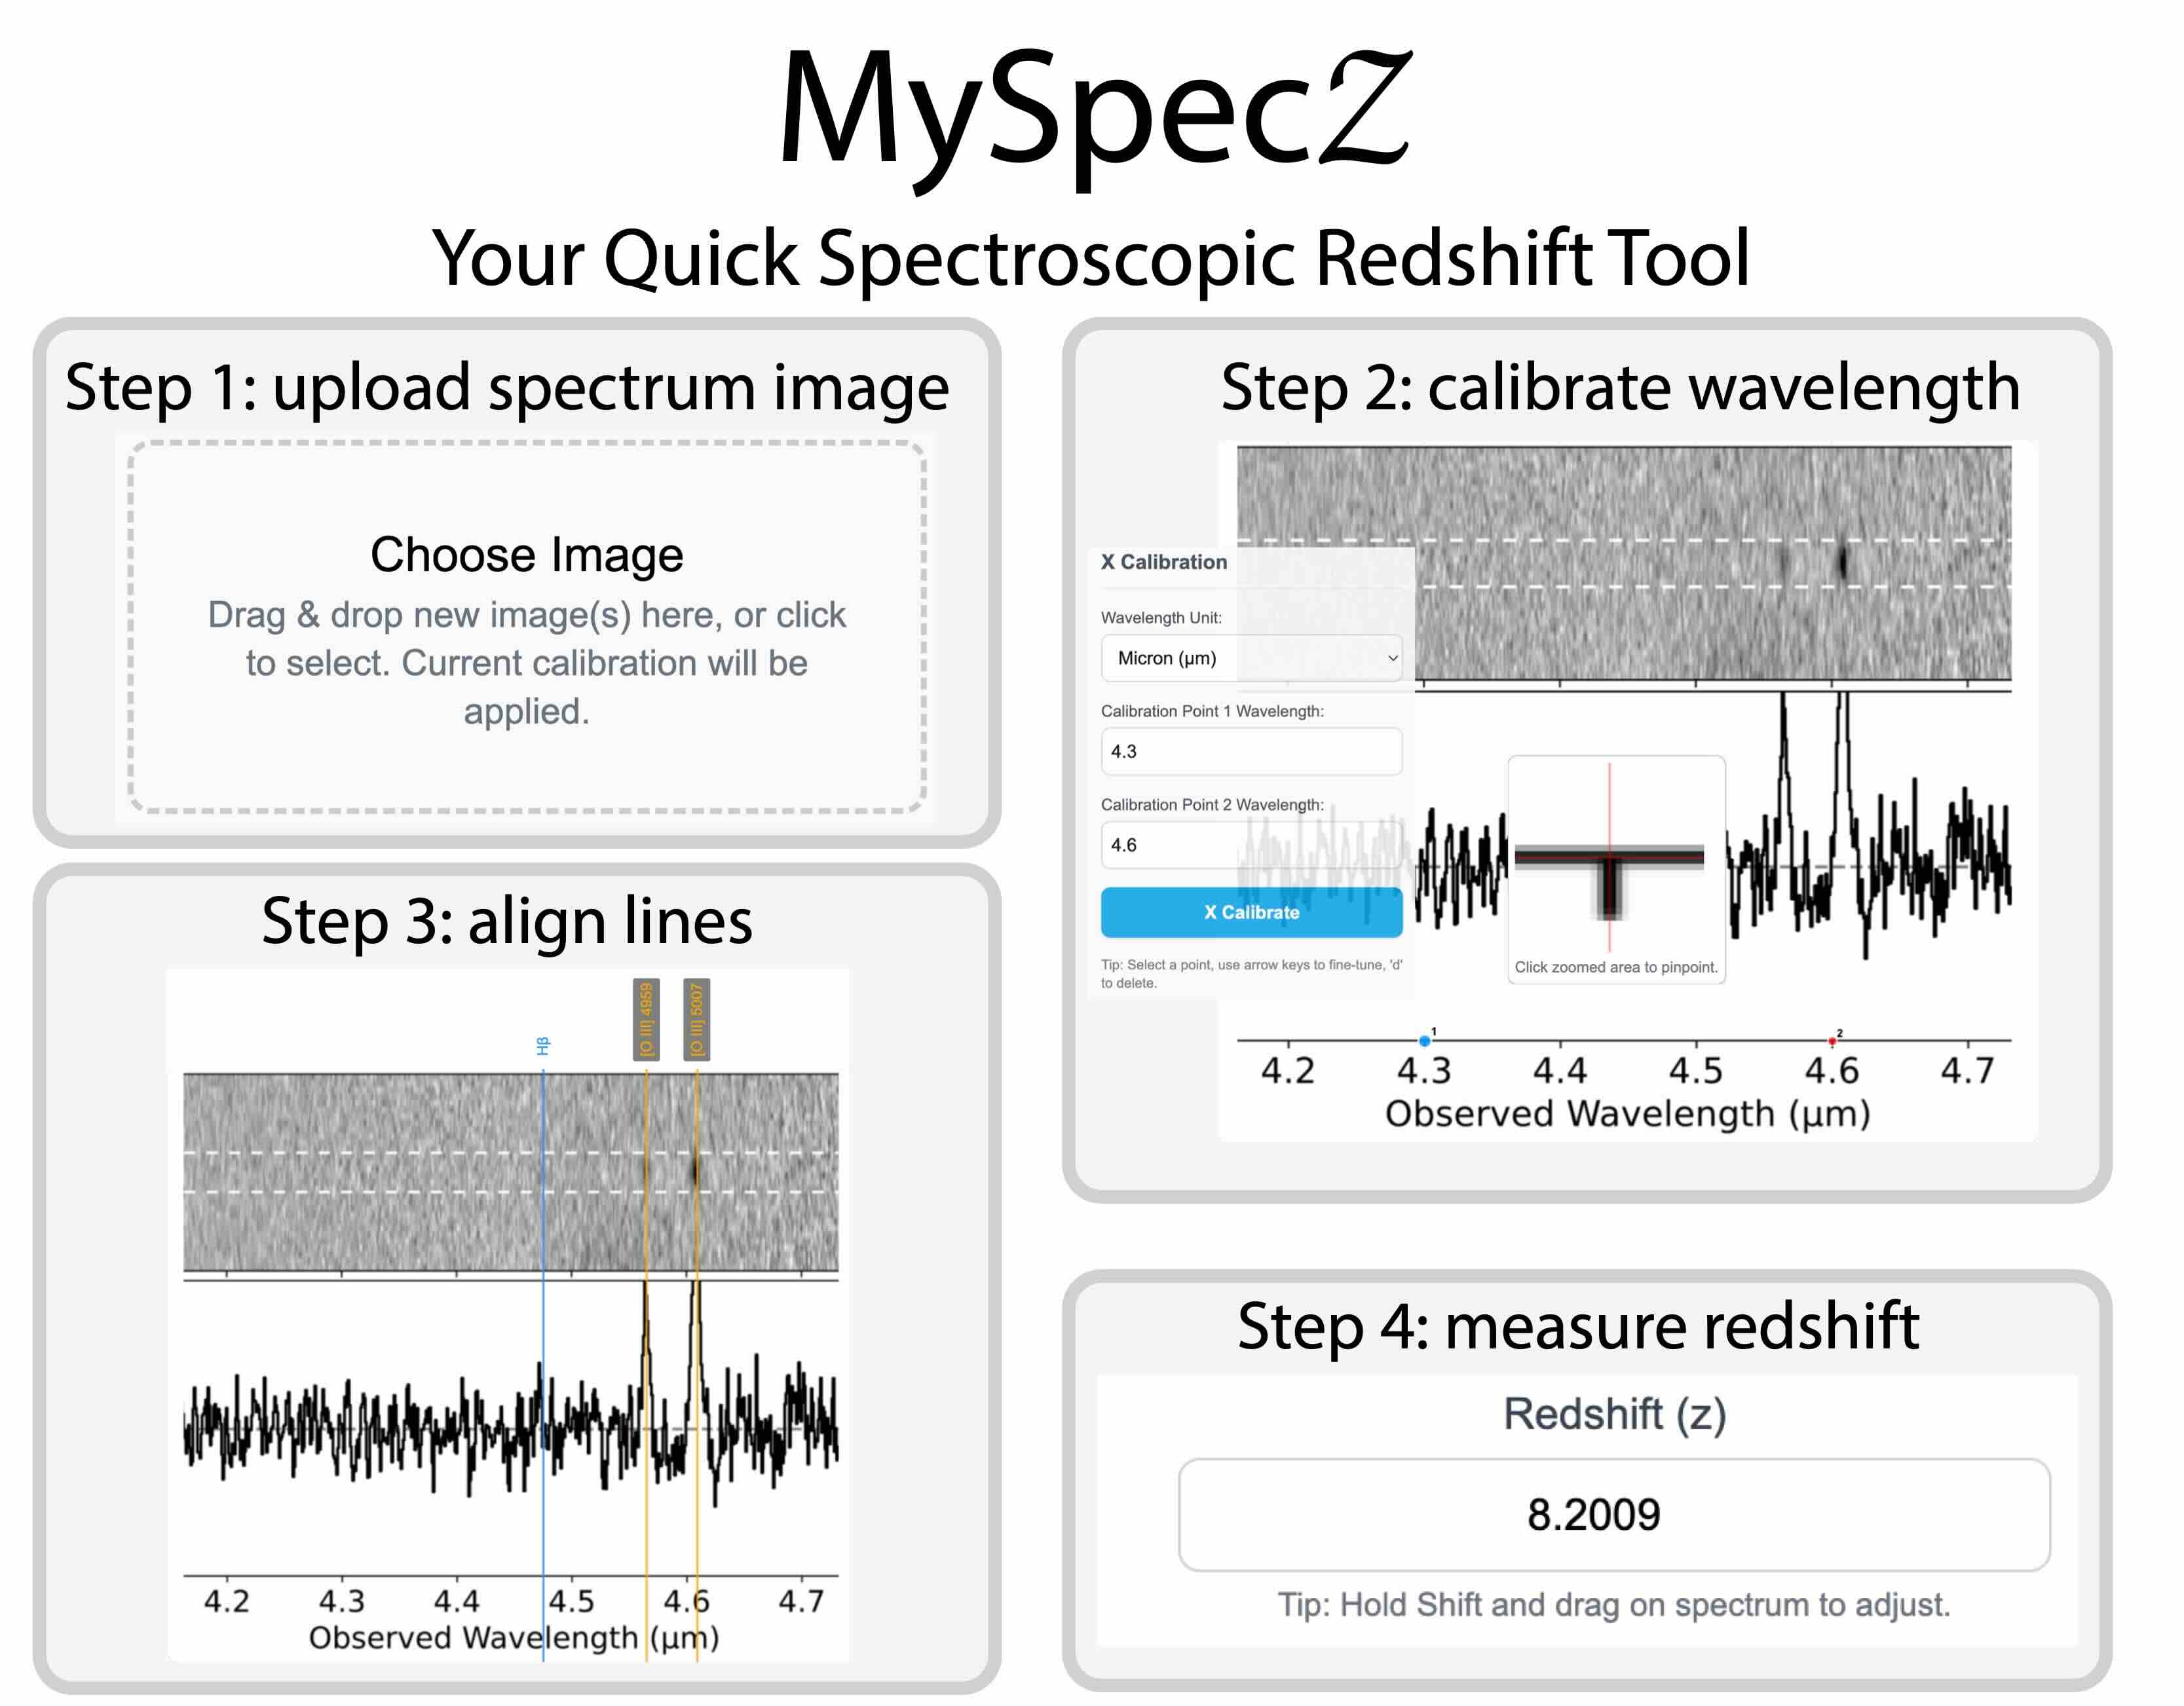 MySpecZ
Your Quick Spectroscopic Redshift Tool
Step 1: upload spectrum image
Choose Image
Drag & drop new image(s) here, or click
to select. Current calibration will be
applied.
Step 2: calibrate wavelength
X Calibration
Wavelength Unit:
Micron (μm)
Calibration Point 1 Wavelength:
4.3
Calibration Point 2 Wavelength:
4.6
X Calibrate
Tip: Select a point, use arrow keys to fine-tune, 'd'
to delete.
Click zoomed area to pinpoint.
1
2
4.2 4.3 4.4 4.5 4.6 4.7
Observed Wavelength (μm)
Step 3: align lines
Hβ
[O III] 4959
[O III] 5007
4.2 4.3 4.4 4.5 4.6 4.7
Observed Wavelength (μm)
Step 4: measure redshift
Redshift (z)
8.2009
Tip: Hold Shift and drag on spectrum to adjust.